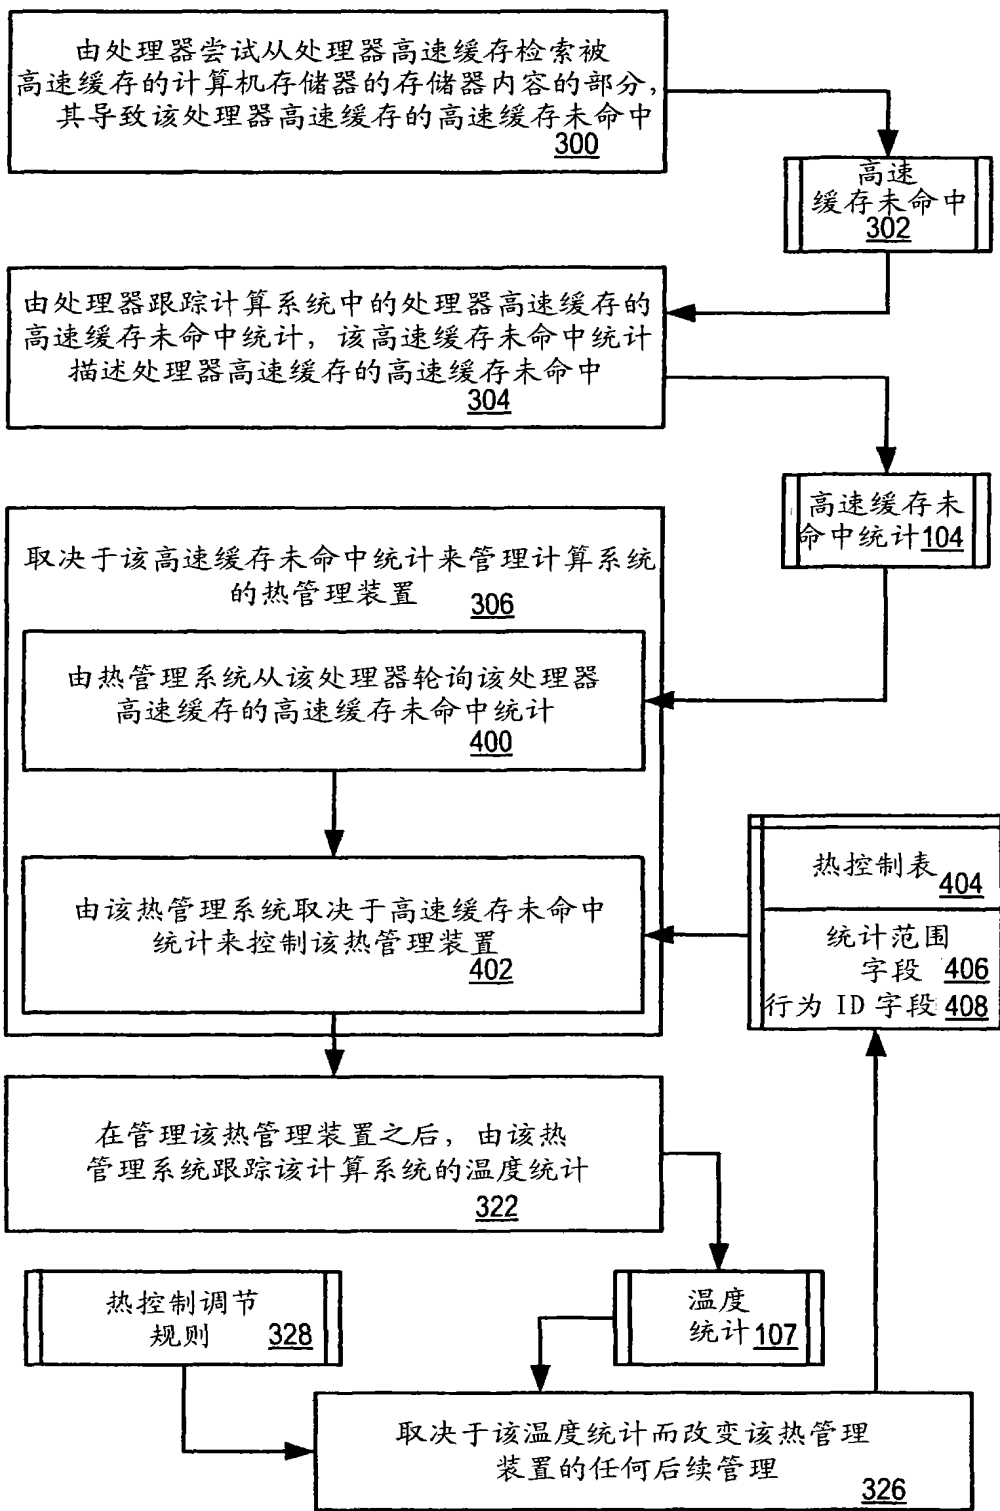 由处理器尝试从处理器高速缓存检索被
高速缓存的计算机存储器的存储器内容的部分，
其导致该处理器高速缓存的高速缓存未命中
300
高速
缓存未命中
302
由处理器跟踪计算系统中的处理器高速缓存的
高速缓存未命中统计，该高速缓存未命中统计
描述处理器高速缓存的高速缓存未命中
304
高速缓存未
命中统计104
取决于该高速缓存未命中统计来管理计算系统
的热管理装置 306
由热管理系统从该处理器轮询该处理器
高速缓存的高速缓存未命中统计
400
热控制表 404
统计范围
字段 406
行为 ID 字段 408
由该热管理系统取决于高速缓存未命中
统计来控制该热管理装置
402
在管理该热管理装置之后，由该热
管理系统跟踪该计算系统的温度统计
322
热控制调节
规则 328
温度
统计 107
取决于该温度统计而改变该热管理
装置的任何后续管理
326